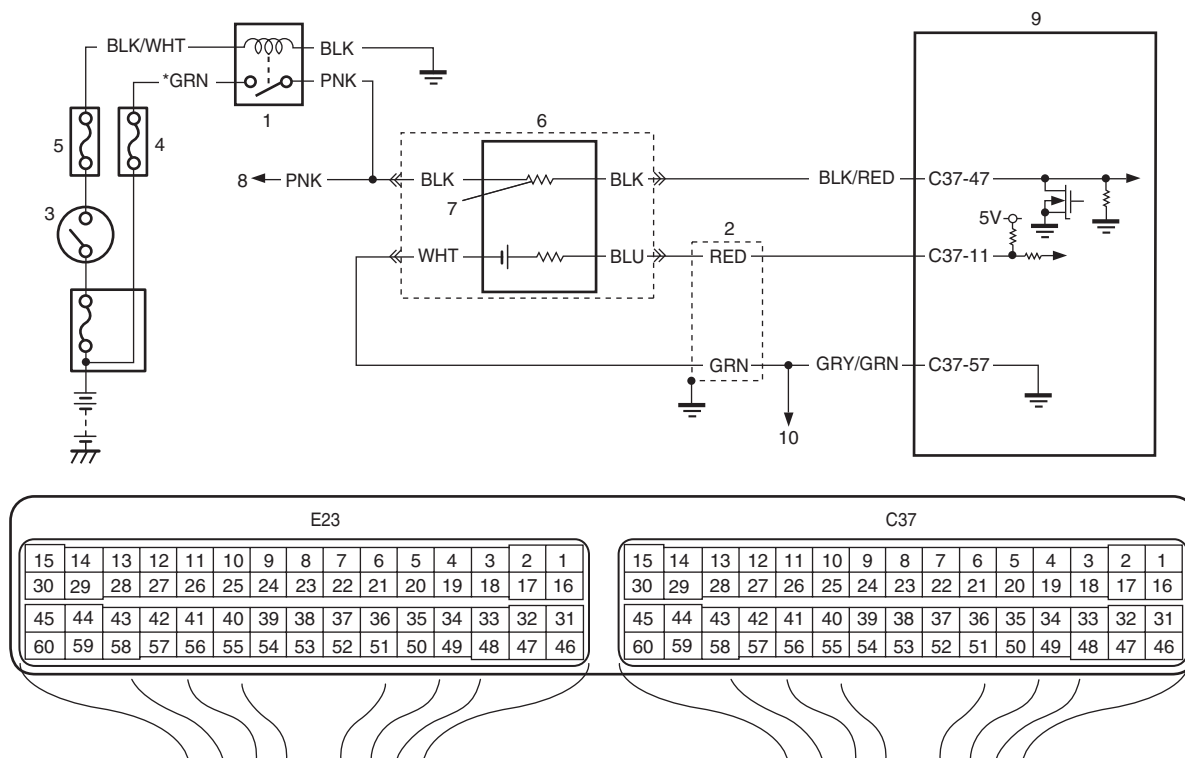 9
BLK/WHT
BLK
*GRN
PNK
1
6
5
4
8
PNK
BLK
BLK
BLK/RED
C37-47
7
3
2
5V
WHT
BLU
RED
C37-11
GRN
GRY/GRN
C37-57
10
E23
C37
15 14 13 12 11 10 9 8 7 6 5 4 3 2 1
15 14 13 12 11 10 9 8 7 6 5 4 3 2 1
30 29 28 27 26 25 24 23 22 21 20 19 18 17 16
30 29 28 27 26 25 24 23 22 21 20 19 18 17 16
45 44 43 42 41 40 39 38 37 36 35 34 33 32 31
45 44 43 42 41 40 39 38 37 36 35 34 33 32 31
60 59 58 57 56 55 54 53 52 51 50 49 48 47 46
60 59 58 57 56 55 54 53 52 51 50 49 48 47 46